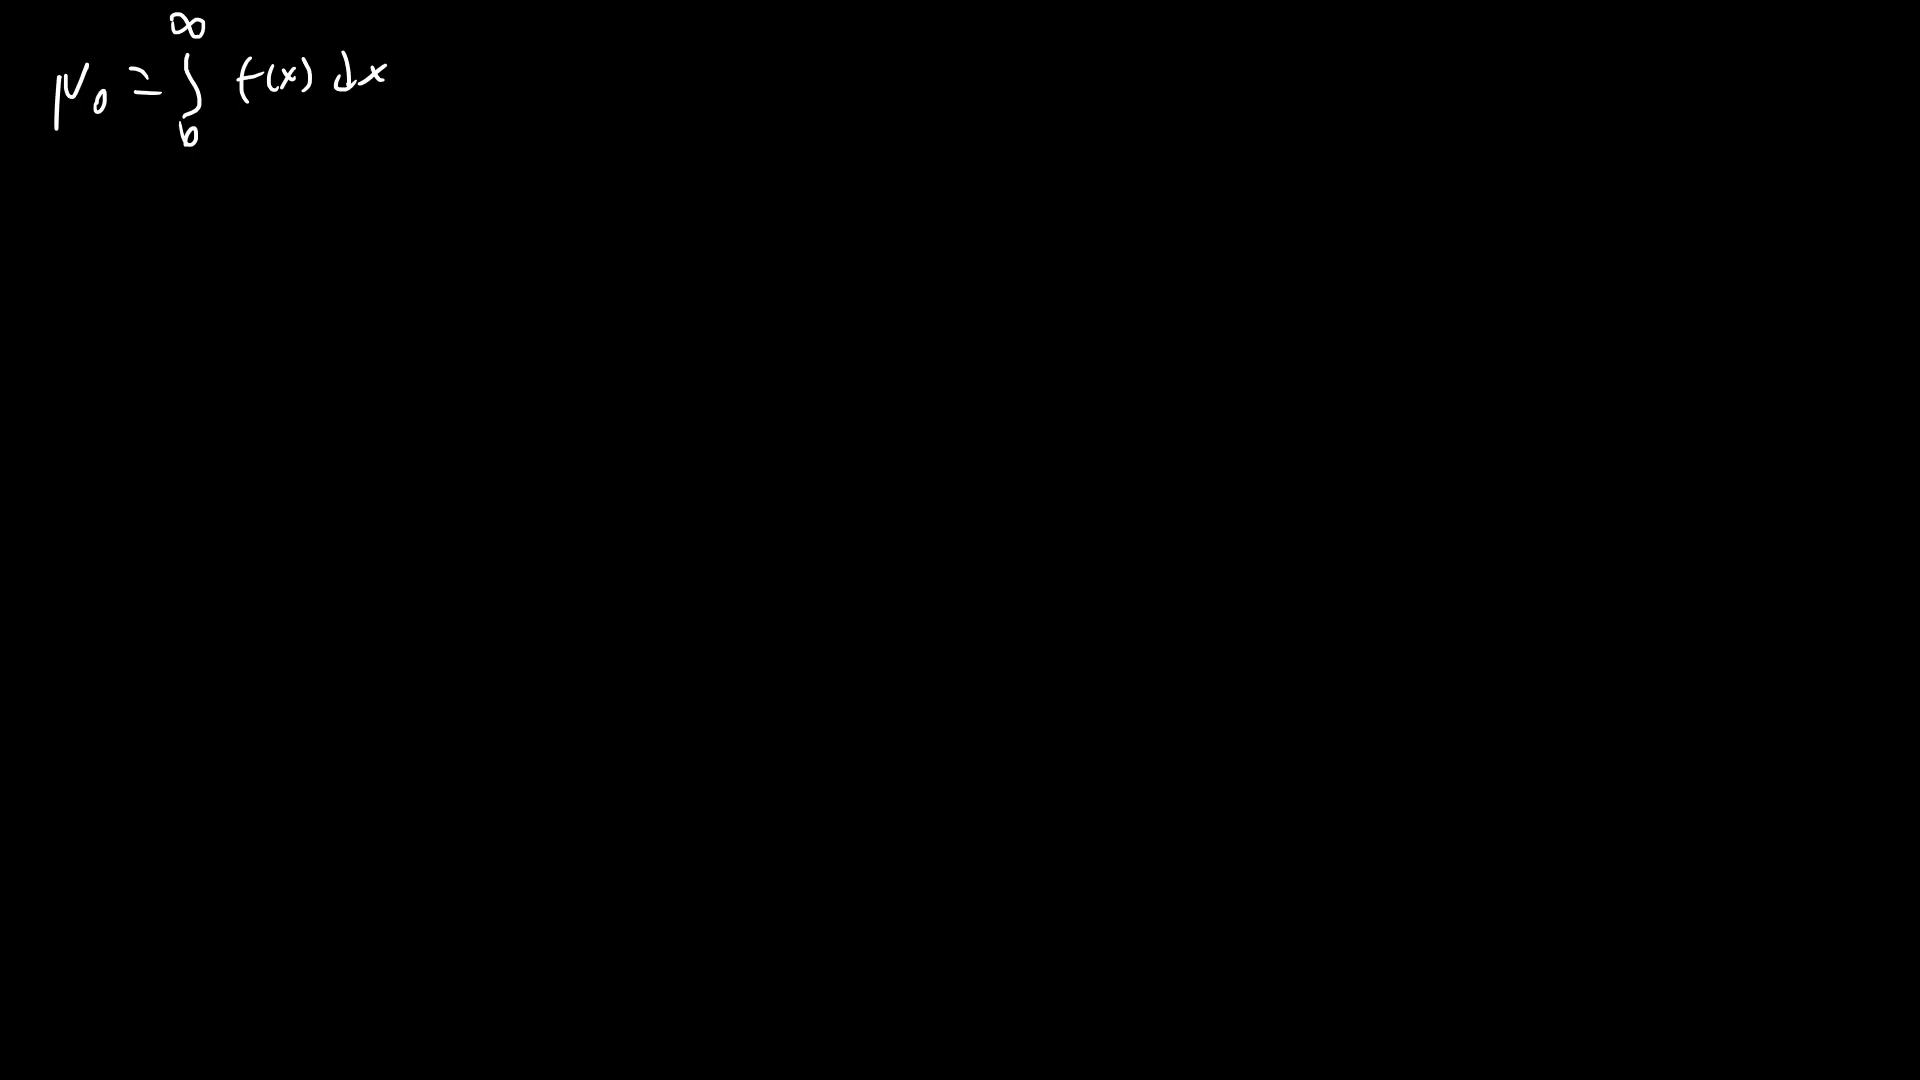 μ₀ = ∫₀^∞ f(x) dx